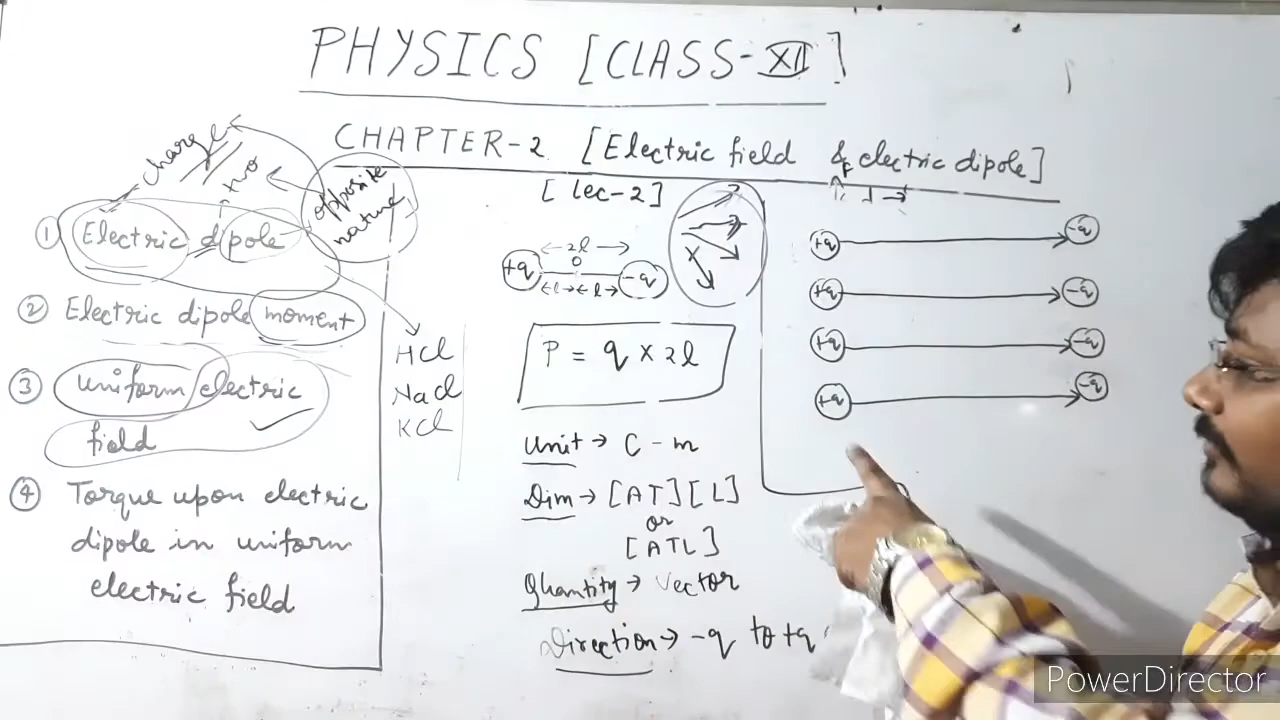 PHYSICS [CLASS-XII]
CHAPTER-2 [Electric field & electric dipole]
[Lec-2]
charge
two
opposite
nature
① Electric dipole
② Electric dipole moment
③ uniform electric
field
④ Torque upon electric
dipole in uniform
electric field
HCl
NaCl
KCl
2l
+q O -q
l l
P = q × 2l
Unit → C - m
Dim → [AT][L]
or
[ATL]
Quantity → Vector
Direction → -q to +q
+q -q
+q -q
+q -q
+q -q
PowerDirector